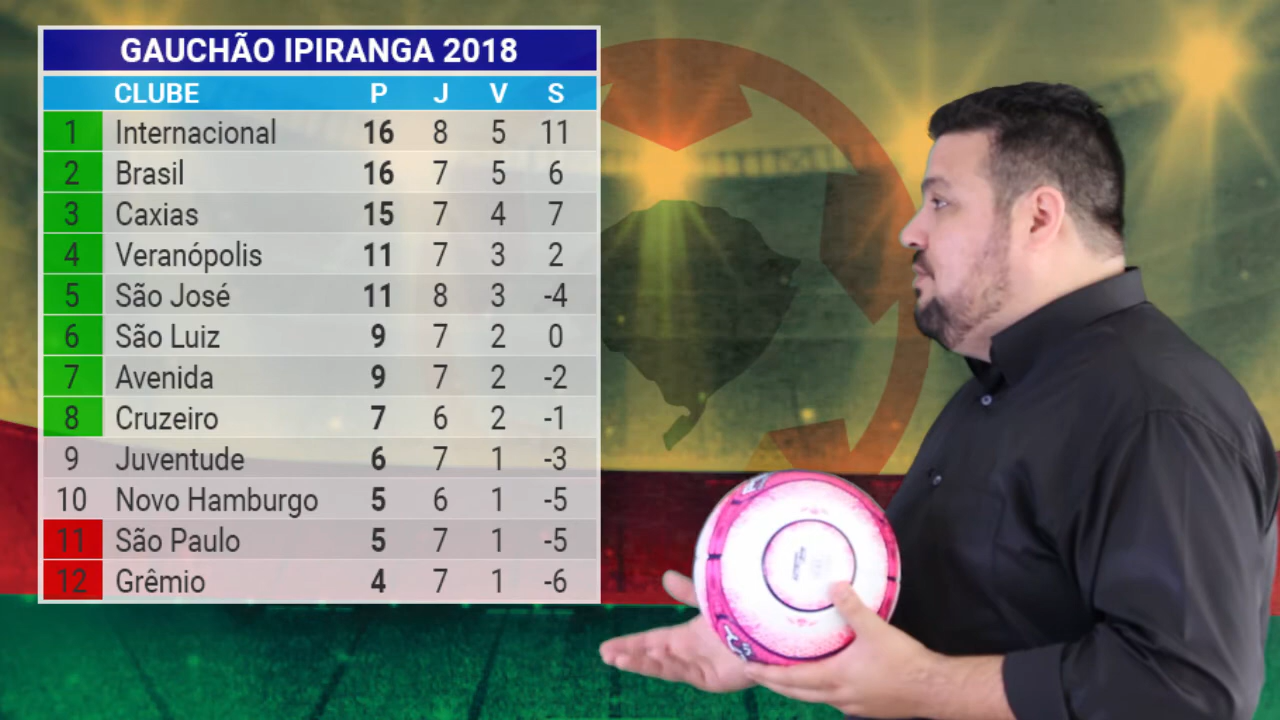 GAUCHÃO IPIRANGA 2018
CLUBE P J V S
1 Internacional 16 8 5 11
2 Brasil 16 7 5 6
3 Caxias 15 7 4 7
4 Veranópolis 11 7 3 2
5 São José 11 8 3 -4
6 São Luiz 9 7 2 0
7 Avenida 9 7 2 -2
8 Cruzeiro 7 6 2 -1
9 Juventude 6 7 1 -3
10 Novo Hamburgo 5 6 1 -5
11 São Paulo 5 7 1 -5
12 Grêmio 4 7 1 -6